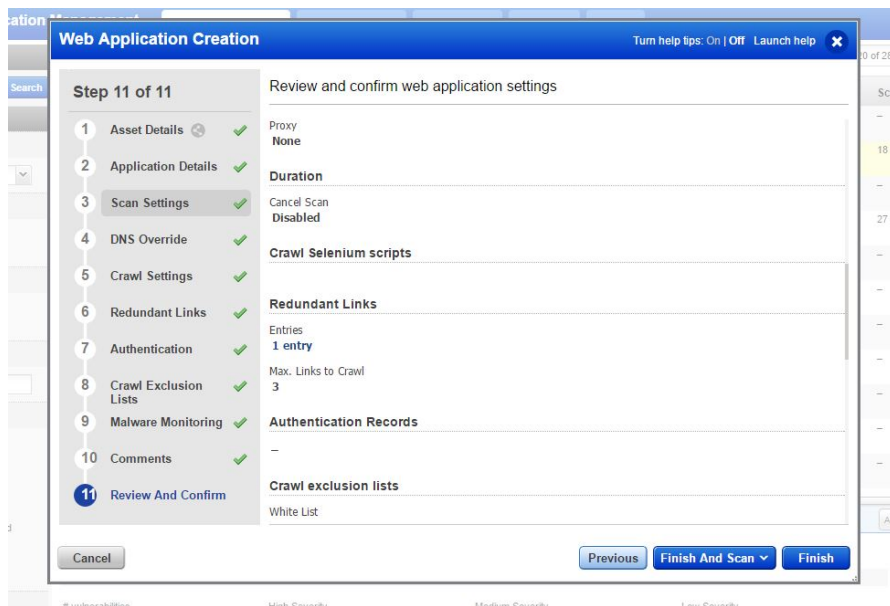 Web Application Creation
Turn help tips: On | Off Launch help
Search
Step 11 of 11
Review and confirm web application settings
1 Asset Details
2 Application Details
3 Scan Settings
4 DNS Override
5 Crawl Settings
6 Redundant Links
7 Authentication
8 Crawl Exclusion
Lists
9 Malware Monitoring
10 Comments
11 Review And Confirm
Proxy
None
Duration
Cancel Scan
Disabled
Crawl Selenium scripts
Redundant Links
Entries
1 entry
Max. Links to Crawl
3
Authentication Records
–
Crawl exclusion lists
White List
Cancel
Previous
Finish And Scan
Finish
18
27